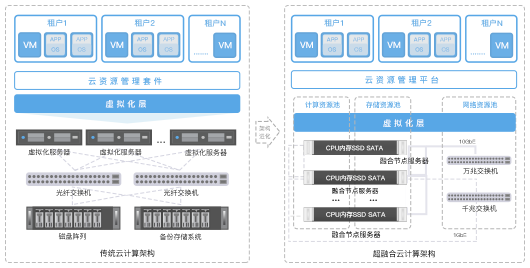 租户1 租户2 租户N
VM APP OS APP OS VM APP OS APP OS VM
云资源管理套件
虚拟化层
虚拟化服务器 虚拟化服务器 虚拟化服务器
光纤交换机 光纤交换机
磁盘阵列 备份存储系统
传统云计算架构
架构
进化
租户1 租户2 租户N
VM APP OS APP OS VM APP OS APP OS VM
云资源管理平台
计算资源池 存储资源池 网络资源池
虚拟化层
10GbE
CPU内存SSD SATA
融合节点服务器
万兆交换机
CPU内存SSD SATA
融合节点服务器
千兆交换机
CPU内存SSD SATA
融合节点服务器
1GbE
超融合云计算架构